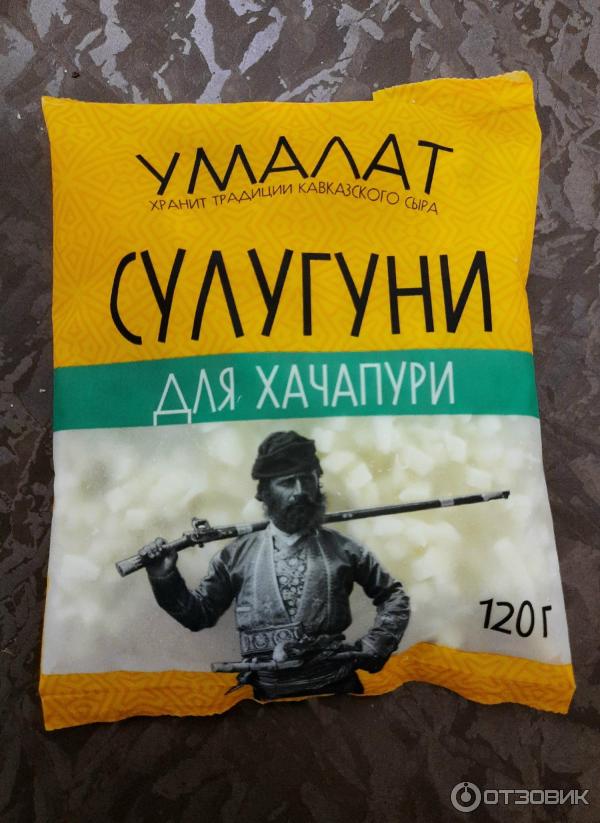 УМАЛАТ
ХРАНИТ ТРАДИЦИИ КАВКАЗСКОГО СЫРА
СУЛУГУНИ
ДЛЯ ХАЧАПУРИ
120 Г
ОТЗОВИК